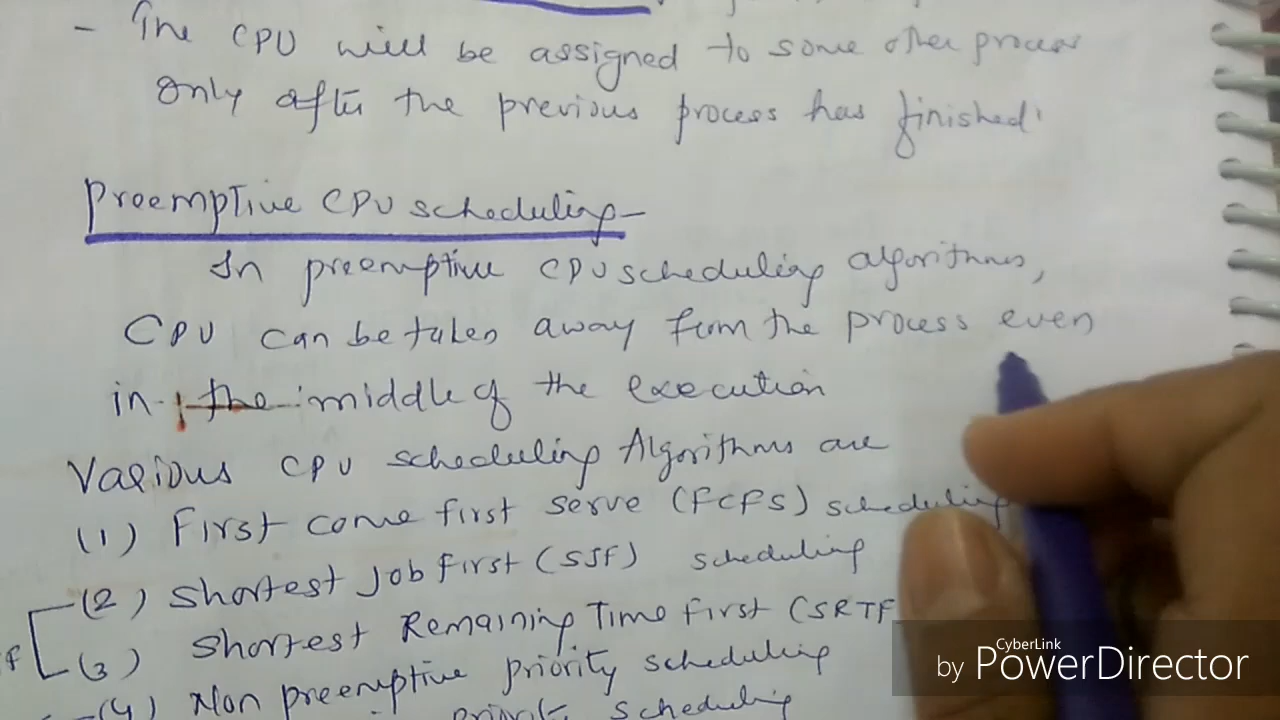 - The CPU will be assigned to some other process
only after the previous process has finished.
Preemptive CPU scheduling-
In preemptive CPU scheduling algorithms,
CPU can be taken away from the process even
in the middle of the execution
Various CPU scheduling Algorithms are
(1) First come first serve (FCFS) scheduling
(2) Shortest Job first (SJF) scheduling
(3) Shortest Remaining Time first (SRTF
(4) Non preemptive priority scheduling
priority scheduling
CyberLink
by PowerDirector